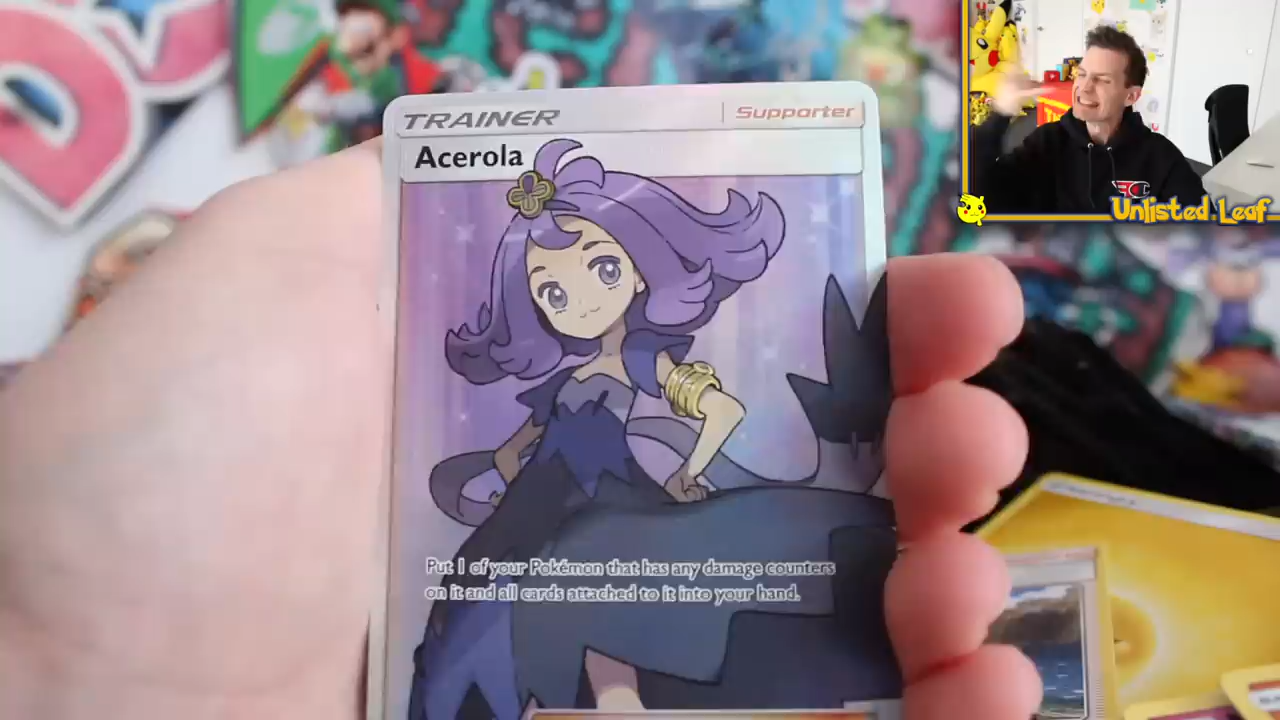 TRAINER
Supporter
Acerola
Put 1 of your Pokémon that has any damage counters
on it and all cards attached to it into your hand.
Unlisted Leaf